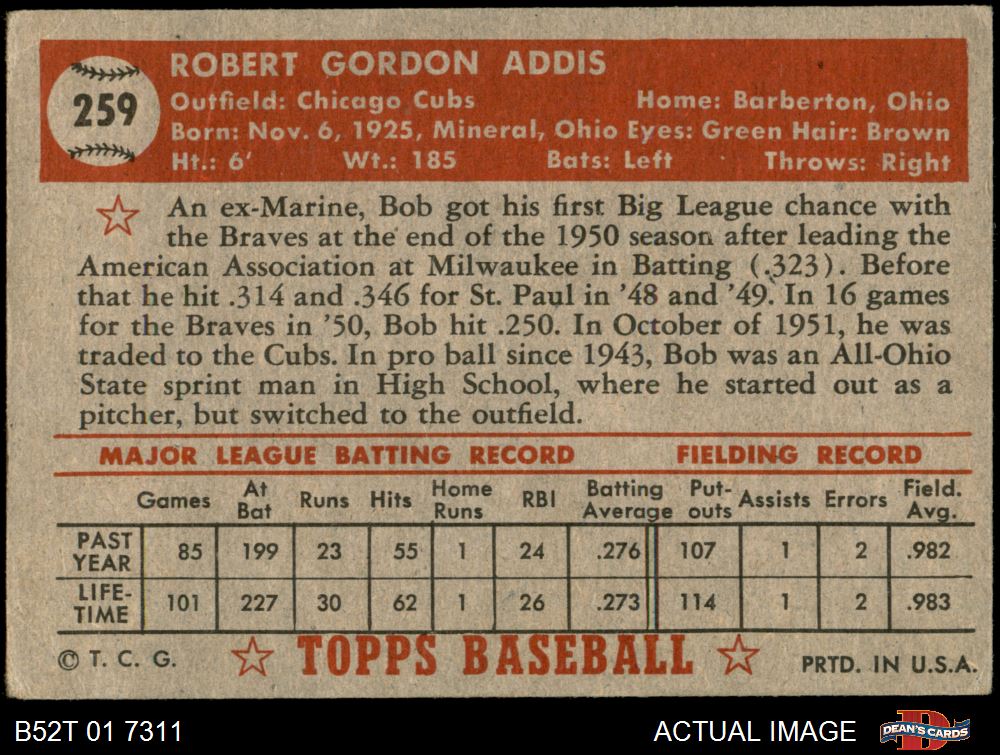 259
ROBERT GORDON ADDIS
Outfield: Chicago Cubs Home: Barberton, Ohio
Born: Nov. 6, 1925, Mineral, Ohio Eyes: Green Hair: Brown
Ht.: 6' Wt.: 185 Bats: Left Throws: Right
An ex-Marine, Bob got his first Big League chance with
the Braves at the end of the 1950 season after leading the
American Association at Milwaukee in Batting (.323). Before
that he hit .314 and .346 for St. Paul in '48 and '49. In 16 games
for the Braves in '50, Bob hit .250. In October of 1951, he was
traded to the Cubs. In pro ball since 1943, Bob was an All-Ohio
State sprint man in High School, where he started out as a
pitcher, but switched to the outfield.
MAJOR LEAGUE BATTING RECORD FIELDING RECORD
Games At Bat Runs Hits Home Runs RBI Batting Average Put-outs Assists Errors Field. Avg.
PAST YEAR 85 199 23 55 1 24 .276 107 1 2 .982
LIFE-TIME 101 227 30 62 1 26 .273 114 1 2 .983
© T. C. G. TOPPS BASEBALL PRTD. IN U.S.A.
B52T 01 7311 ACTUAL IMAGE DEAN'S CARDS